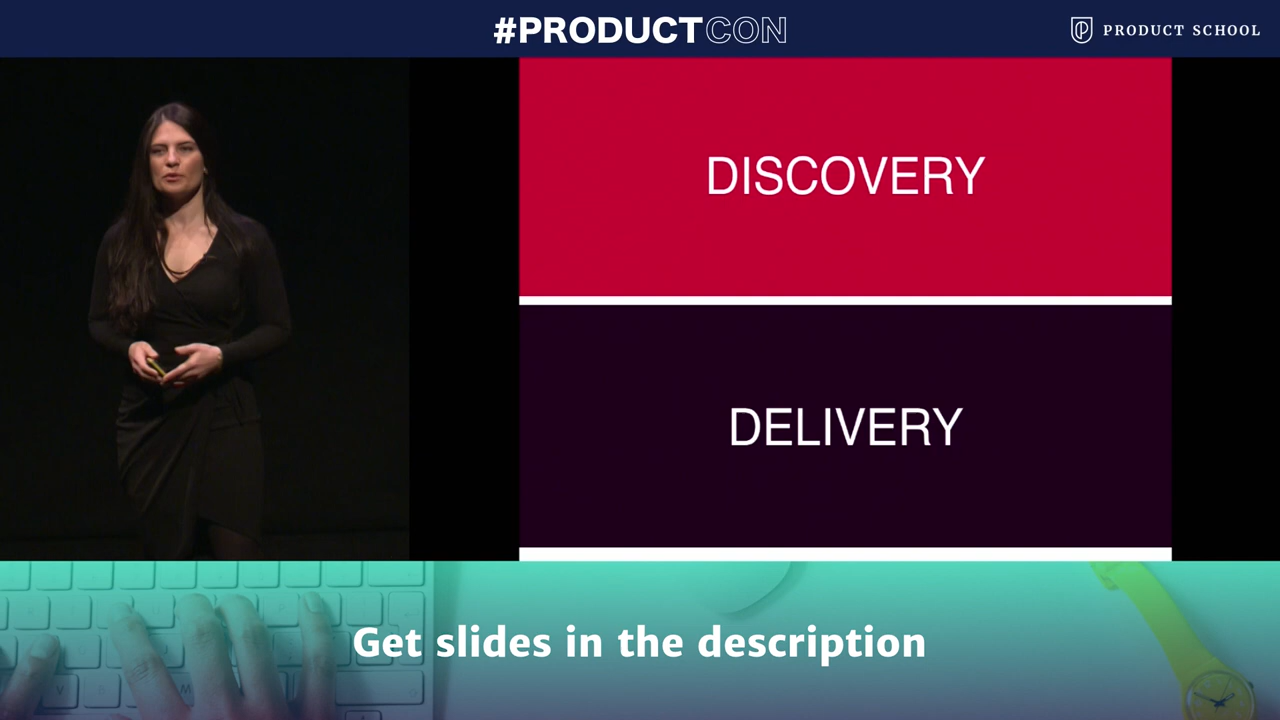 #PRODUCTCON
PRODUCT SCHOOL
DISCOVERY
DELIVERY
Get slides in the description